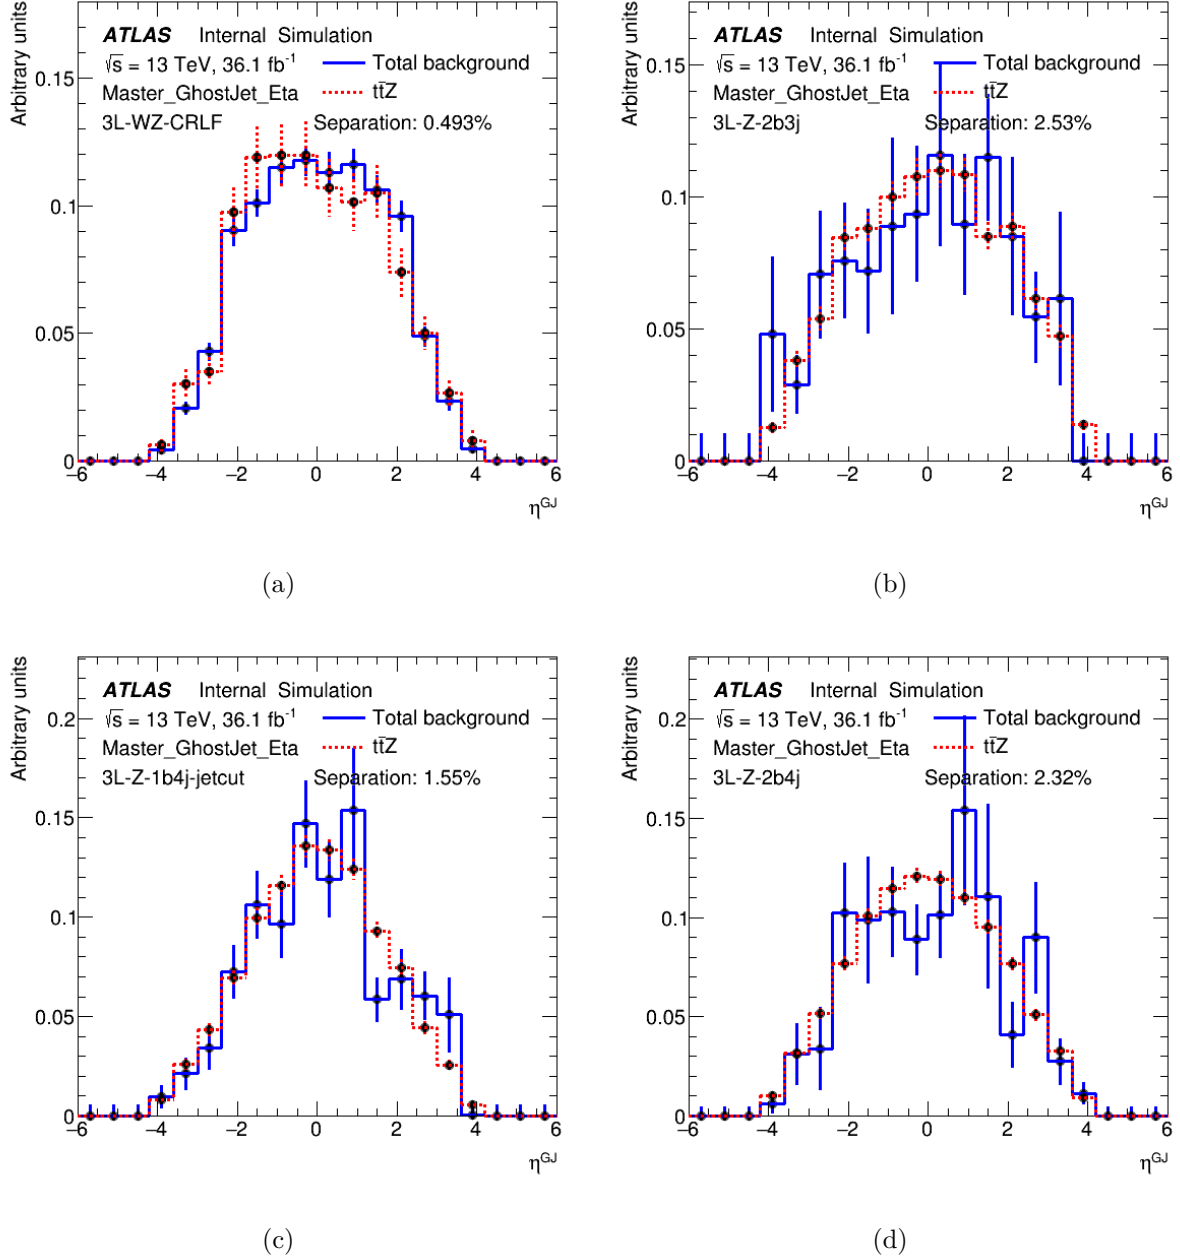 Arbitrary units
ATLAS Internal Simulation
√s = 13 TeV, 36.1 fb⁻¹
Total background
Master_GhostJet_Eta
tt̄Z
3L-WZ-CRLF
Separation: 0.493%
0.15
0.1
0.05
0
−6 −4 −2 0 2 4 6
η^GJ
(a)
Arbitrary units
ATLAS Internal Simulation
√s = 13 TeV, 36.1 fb⁻¹
Total background
Master_GhostJet_Eta
tt̄Z
3L-Z-2b3j
Separation: 2.53%
0.15
0.1
0.05
0
−6 −4 −2 0 2 4 6
η^GJ
(b)
Arbitrary units
ATLAS Internal Simulation
√s = 13 TeV, 36.1 fb⁻¹
Total background
Master_GhostJet_Eta
tt̄Z
3L-Z-1b4j-jetcut
Separation: 1.55%
0.2
0.15
0.1
0.05
0
−6 −4 −2 0 2 4 6
η^GJ
(c)
Arbitrary units
ATLAS Internal Simulation
√s = 13 TeV, 36.1 fb⁻¹
Total background
Master_GhostJet_Eta
tt̄Z
3L-Z-2b4j
Separation: 2.32%
0.2
0.15
0.1
0.05
0
−6 −4 −2 0 2 4 6
η^GJ
(d)